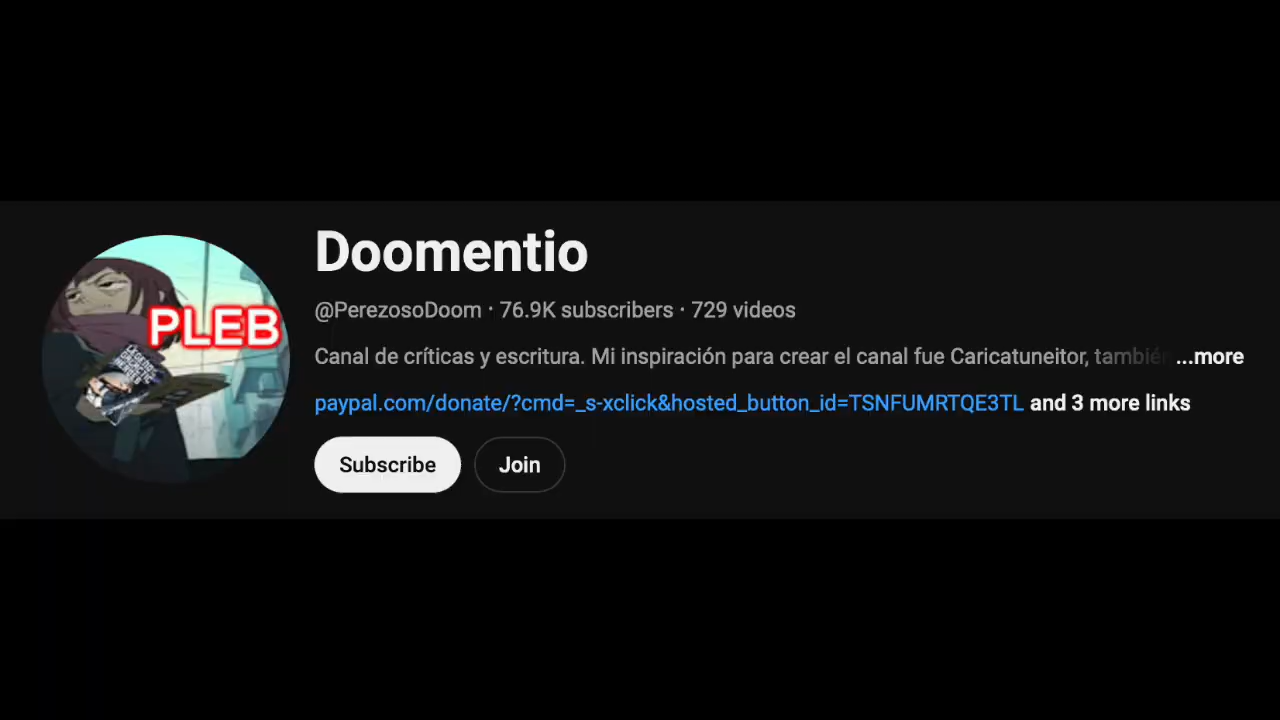 Doomentio
@PerezosoDoom · 76.9K subscribers · 729 videos
PLEB
Canal de críticas y escritura. Mi inspiración para crear el canal fue Caricatuneitor, también ...more
paypal.com/donate/?cmd=_s-xclick&hosted_button_id=TSNFUMRTQE3TL and 3 more links
Subscribe Join